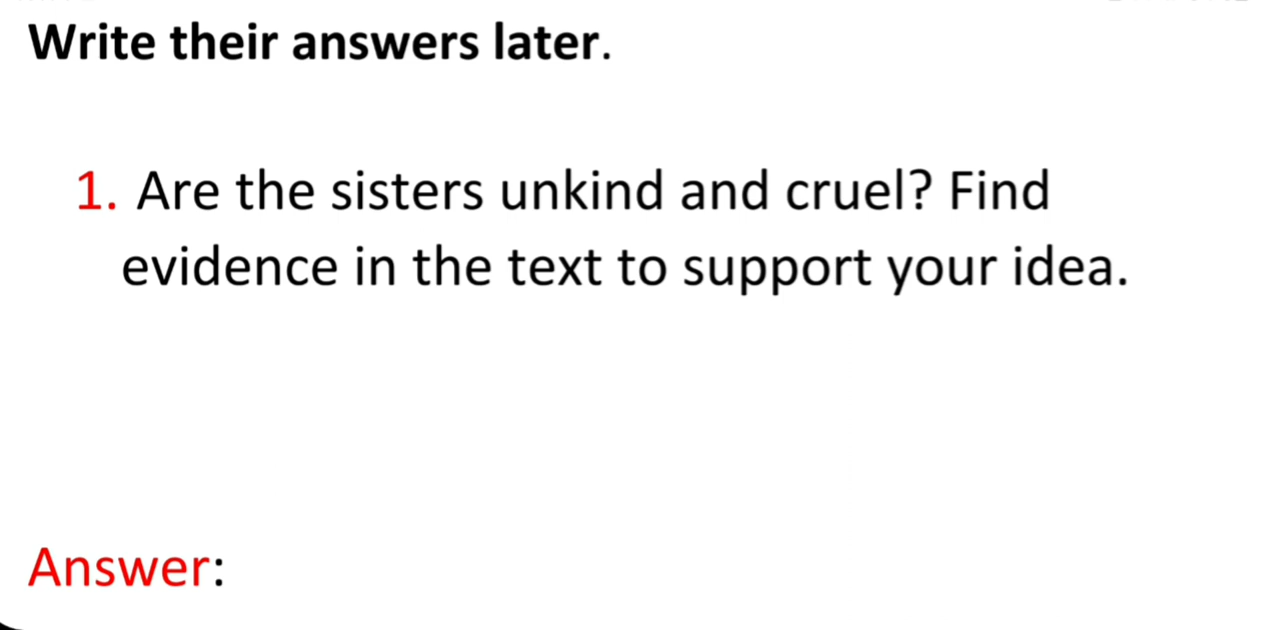 Write their answers later.
1. Are the sisters unkind and cruel? Find
evidence in the text to support your idea.
Answer: